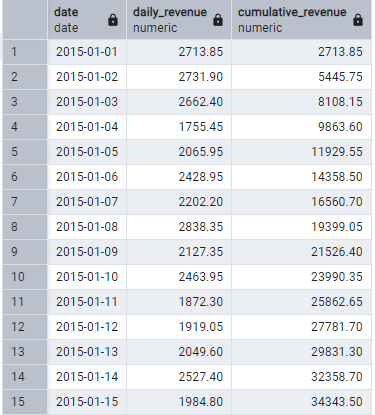 date daily_revenue cumulative_revenue
date numeric numeric
1 2015-01-01 2713.85 2713.85
2 2015-01-02 2731.90 5445.75
3 2015-01-03 2662.40 8108.15
4 2015-01-04 1755.45 9863.60
5 2015-01-05 2065.95 11929.55
6 2015-01-06 2428.95 14358.50
7 2015-01-07 2202.20 16560.70
8 2015-01-08 2838.35 19399.05
9 2015-01-09 2127.35 21526.40
10 2015-01-10 2463.95 23990.35
11 2015-01-11 1872.30 25862.65
12 2015-01-12 1919.05 27781.70
13 2015-01-13 2049.60 29831.30
14 2015-01-14 2527.40 32358.70
15 2015-01-15 1984.80 34343.50